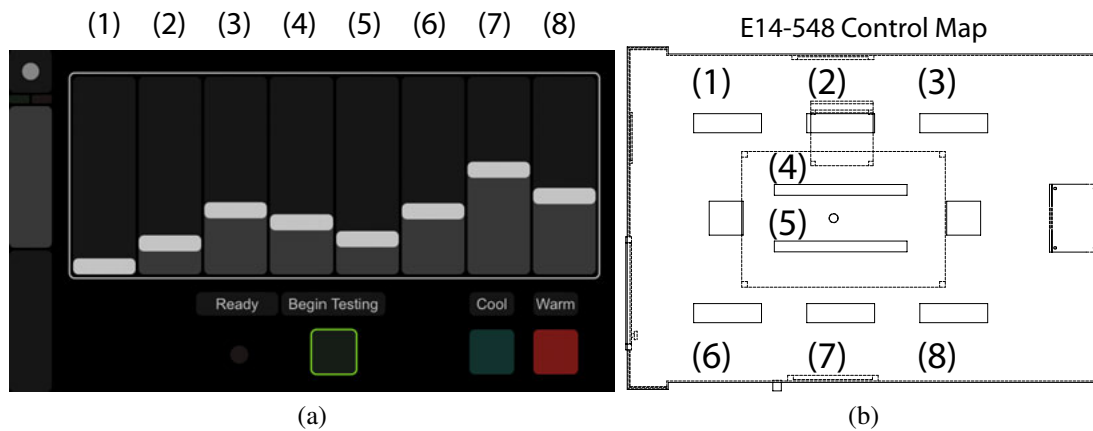 (1) (2) (3) (4) (5) (6) (7) (8)
Ready Begin Testing Cool Warm
(a)
E14-548 Control Map
(1) (2) (3)
(4)
(5)
(6) (7) (8)
(b)